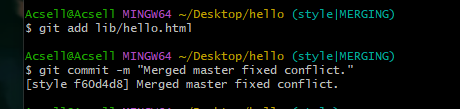 Acsell@Acsell MINGW64 ~/Desktop/hello (style|MERGING)
$ git add lib/hello.html
Acsell@Acsell MINGW64 ~/Desktop/hello (style|MERGING)
$ git commit -m "Merged master fixed conflict."
[style f60d4d8] Merged master fixed conflict.